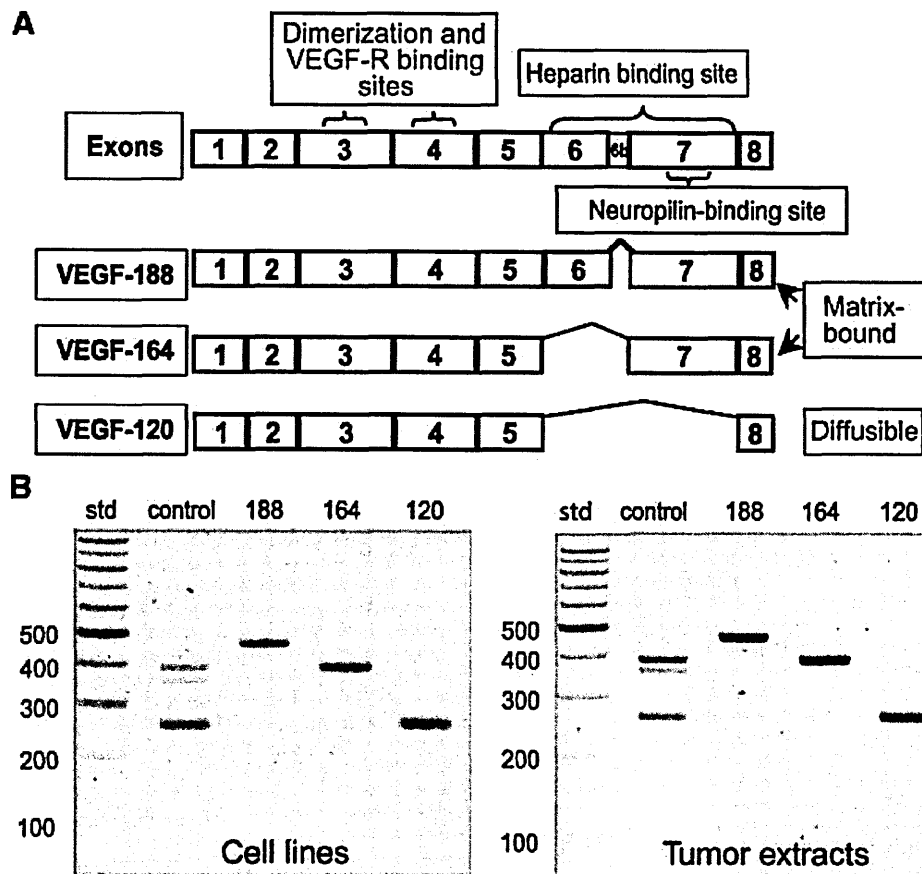 A
Dimerization and
VEGF-R binding
sites
Heparin binding site
Exons 1 2 3 4 5 6 6b 7 8
Neuropilin-binding site
VEGF-188 1 2 3 4 5 6 7 8
Matrix-
bound
VEGF-164 1 2 3 4 5 7 8
VEGF-120 1 2 3 4 5 8 Diffusible
B
std control 188 164 120
500
400
300
200
100
Cell lines
std control 188 164 120
500
400
300
200
100
Tumor extracts